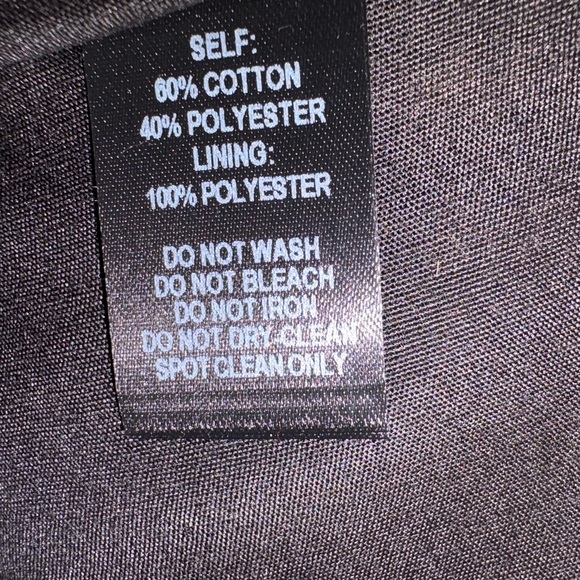 SELF:
60% COTTON
40% POLYESTER
LINING:
100% POLYESTER
DO NOT WASH
DO NOT BLEACH
DO NOT IRON
DO NOT DRY-CLEAN
SPOT CLEAN ONLY